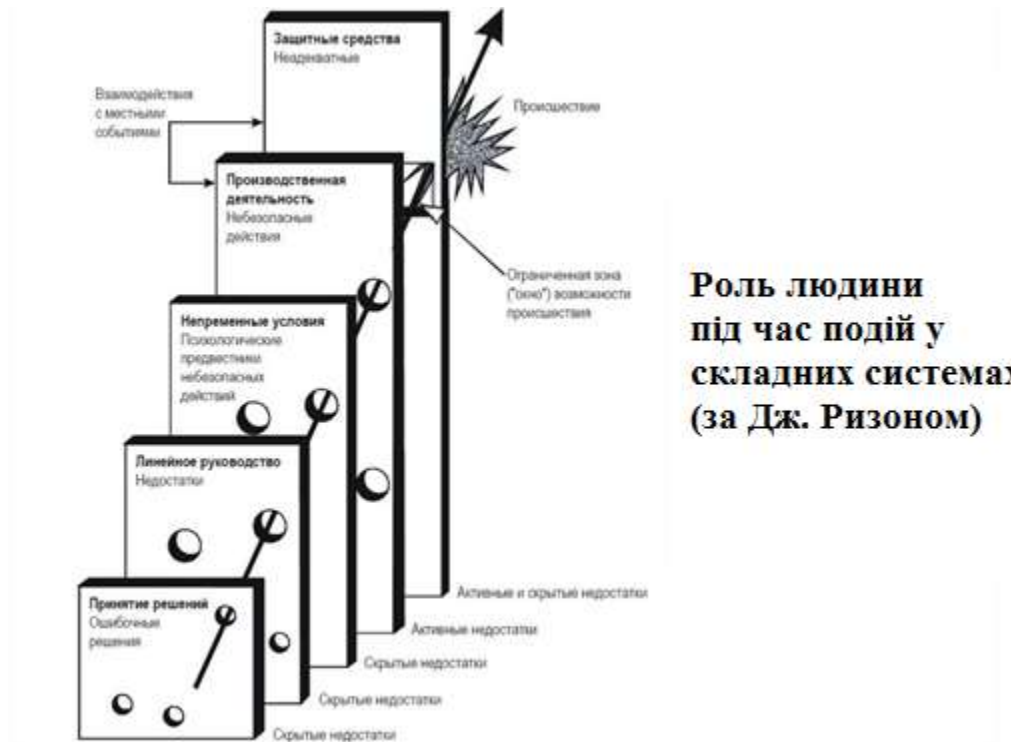 Защитные средства
Неадекватные
Взаимодействия
с местными
событиями
Происшествие
Производственная
деятельность
Небезопасные
действия
Ограниченная зона
("окно") возможности
происшествия
Непременные условия
Психологические
предвестники
небезопасных
действий
Линейное руководство
Недостатки
Принятие решений
Ошибочные
решения
Активные и скрытые недостатки
Активные недостатки
Скрытые недостатки
Скрытые недостатки
Скрытые недостатки
Роль людини
під час подій у
складних системах
(за Дж. Ризоном)